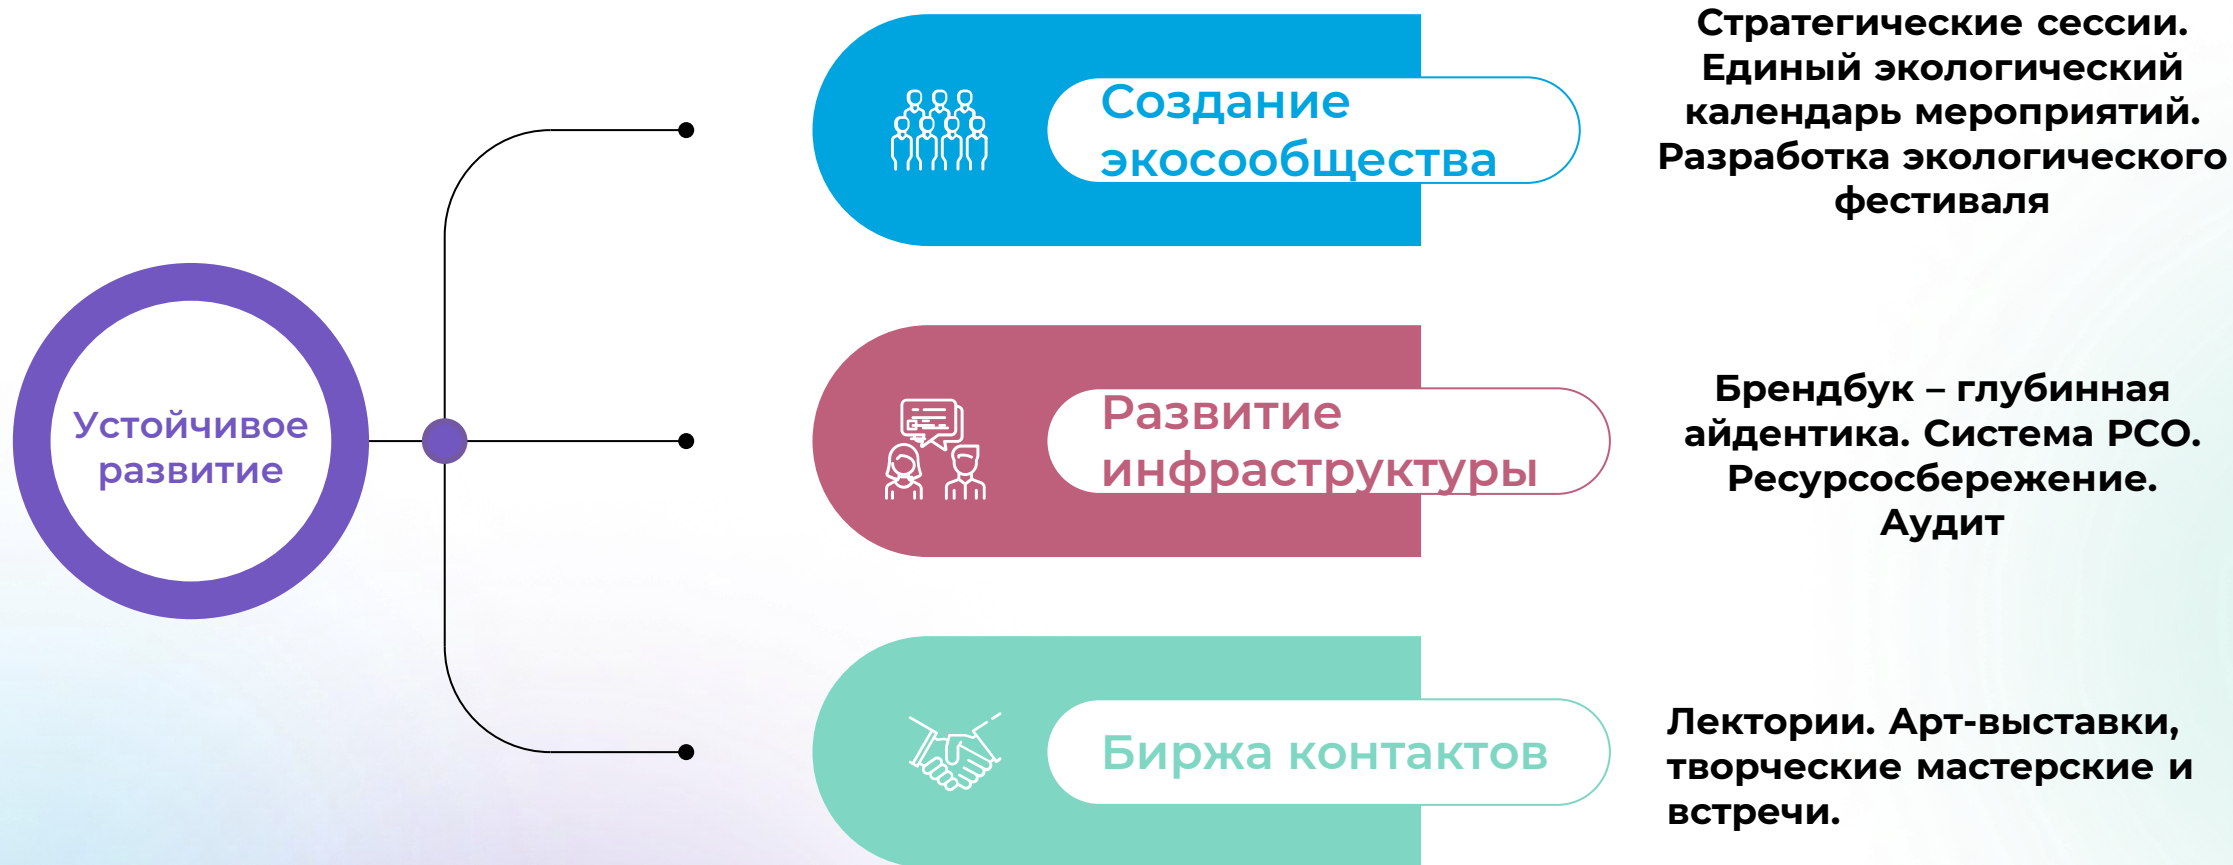 Устойчивое
развитие
Создание
экосообщества
Стратегические сессии.
Единый экологический
календарь мероприятий.
Разработка экологического
фестиваля
Развитие
инфраструктуры
Брендбук – глубинная
айдентика. Система РСО.
Ресурсосбережение.
Аудит
Биржа контактов
Лектории. Арт-выставки,
творческие мастерские и
встречи.